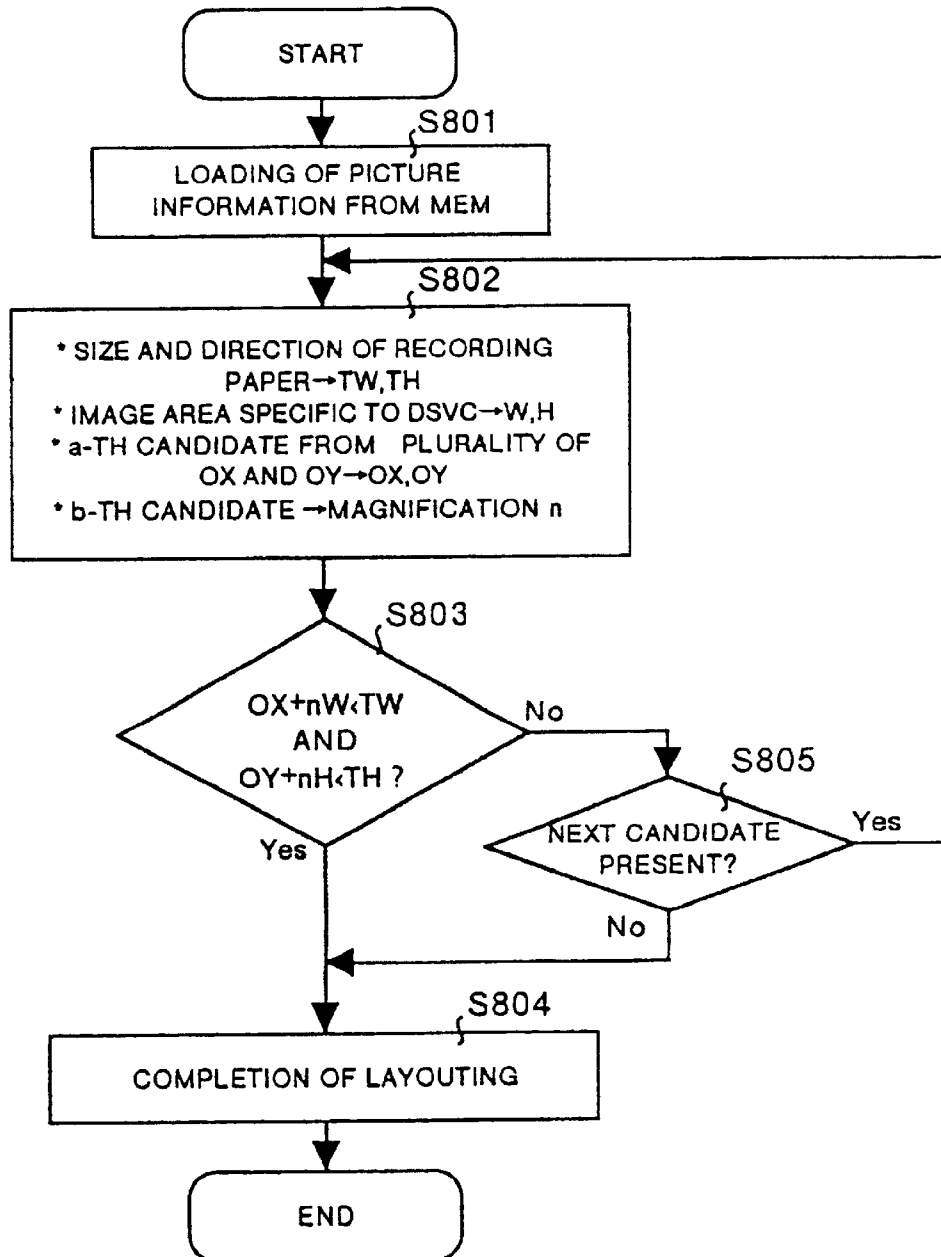 START
S801
LOADING OF PICTURE
INFORMATION FROM MEM
S802
* SIZE AND DIRECTION OF RECORDING
PAPER→TW,TH
* IMAGE AREA SPECIFIC TO DSVC→W,H
* a-TH CANDIDATE FROM PLURALITY OF
OX AND OY→OX,OY
* b-TH CANDIDATE→MAGNIFICATION n
S803
OX+nW<TW
AND
OY+nH<TH ?
No
Yes
S805
NEXT CANDIDATE
PRESENT?
Yes
No
S804
COMPLETION OF LAYOUTING
END